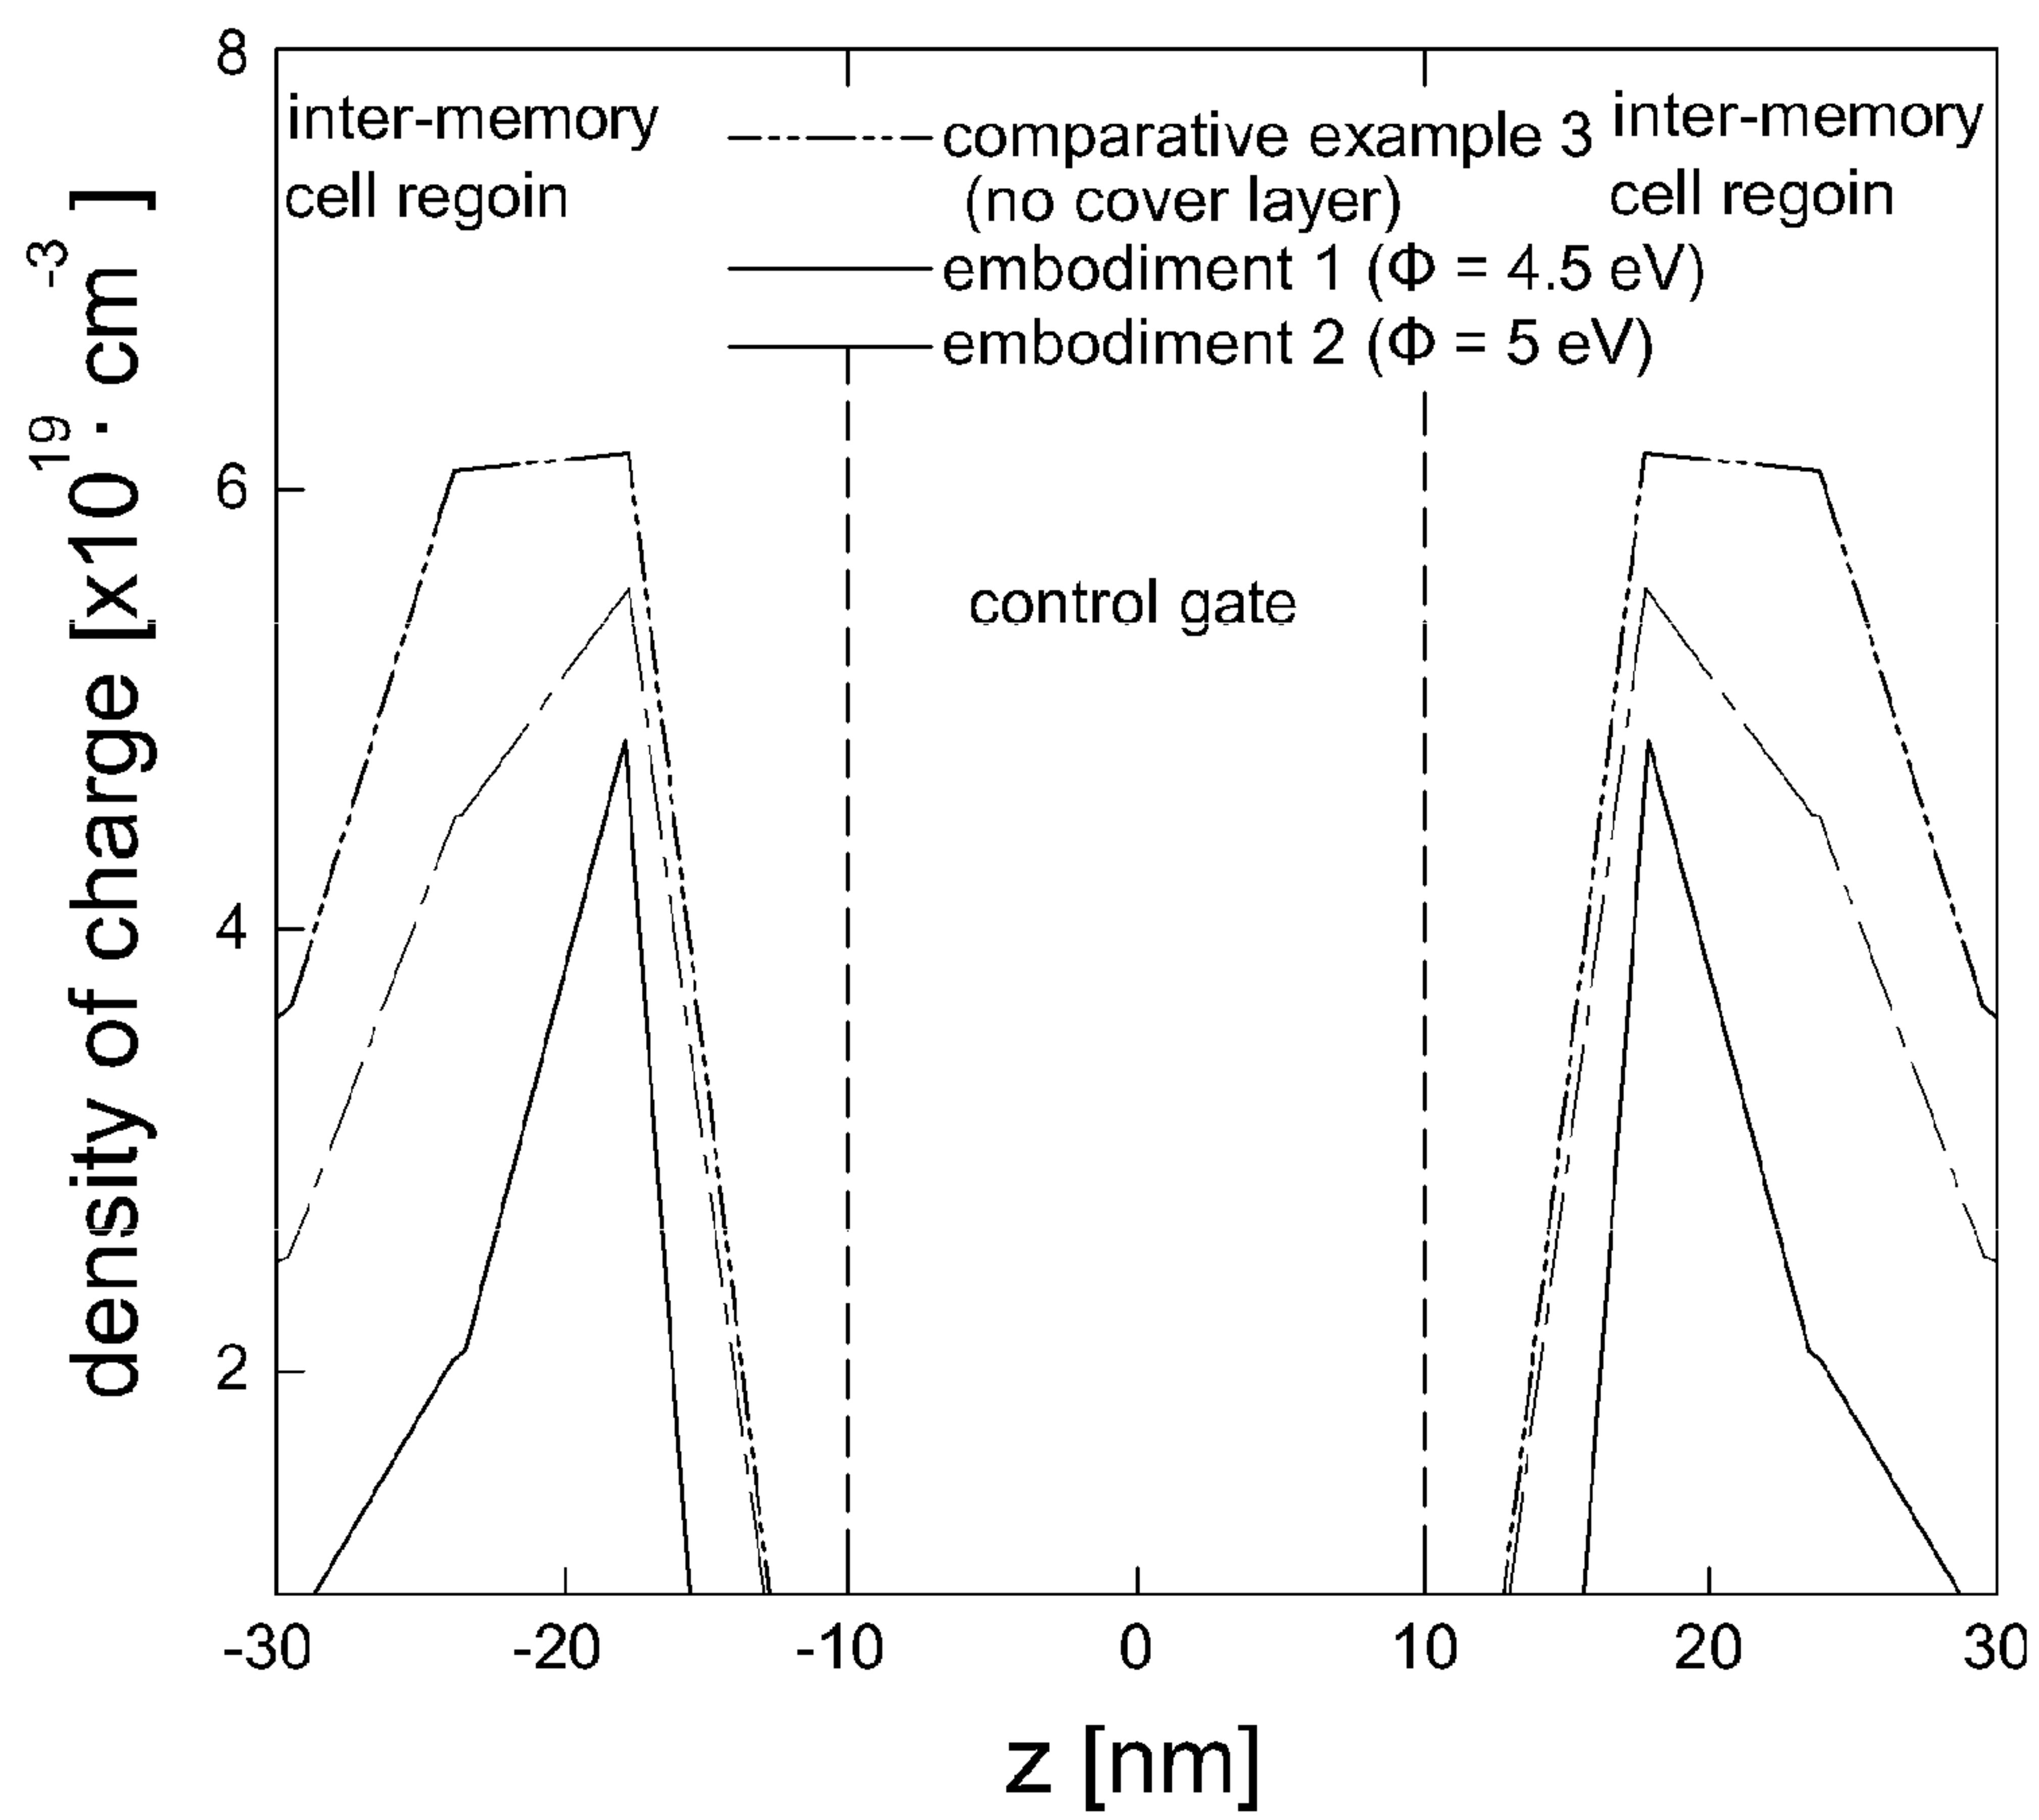 8
inter-memory
cell regoin
comparative example 3
(no cover layer)
embodiment 1 (Φ = 4.5 eV)
embodiment 2 (Φ = 5 eV)
inter-memory
cell regoin
density of charge [x10¹⁹· cm⁻³ ]
6
control gate
4
2
-30 -20 -10 0 10 20 30
z [nm]